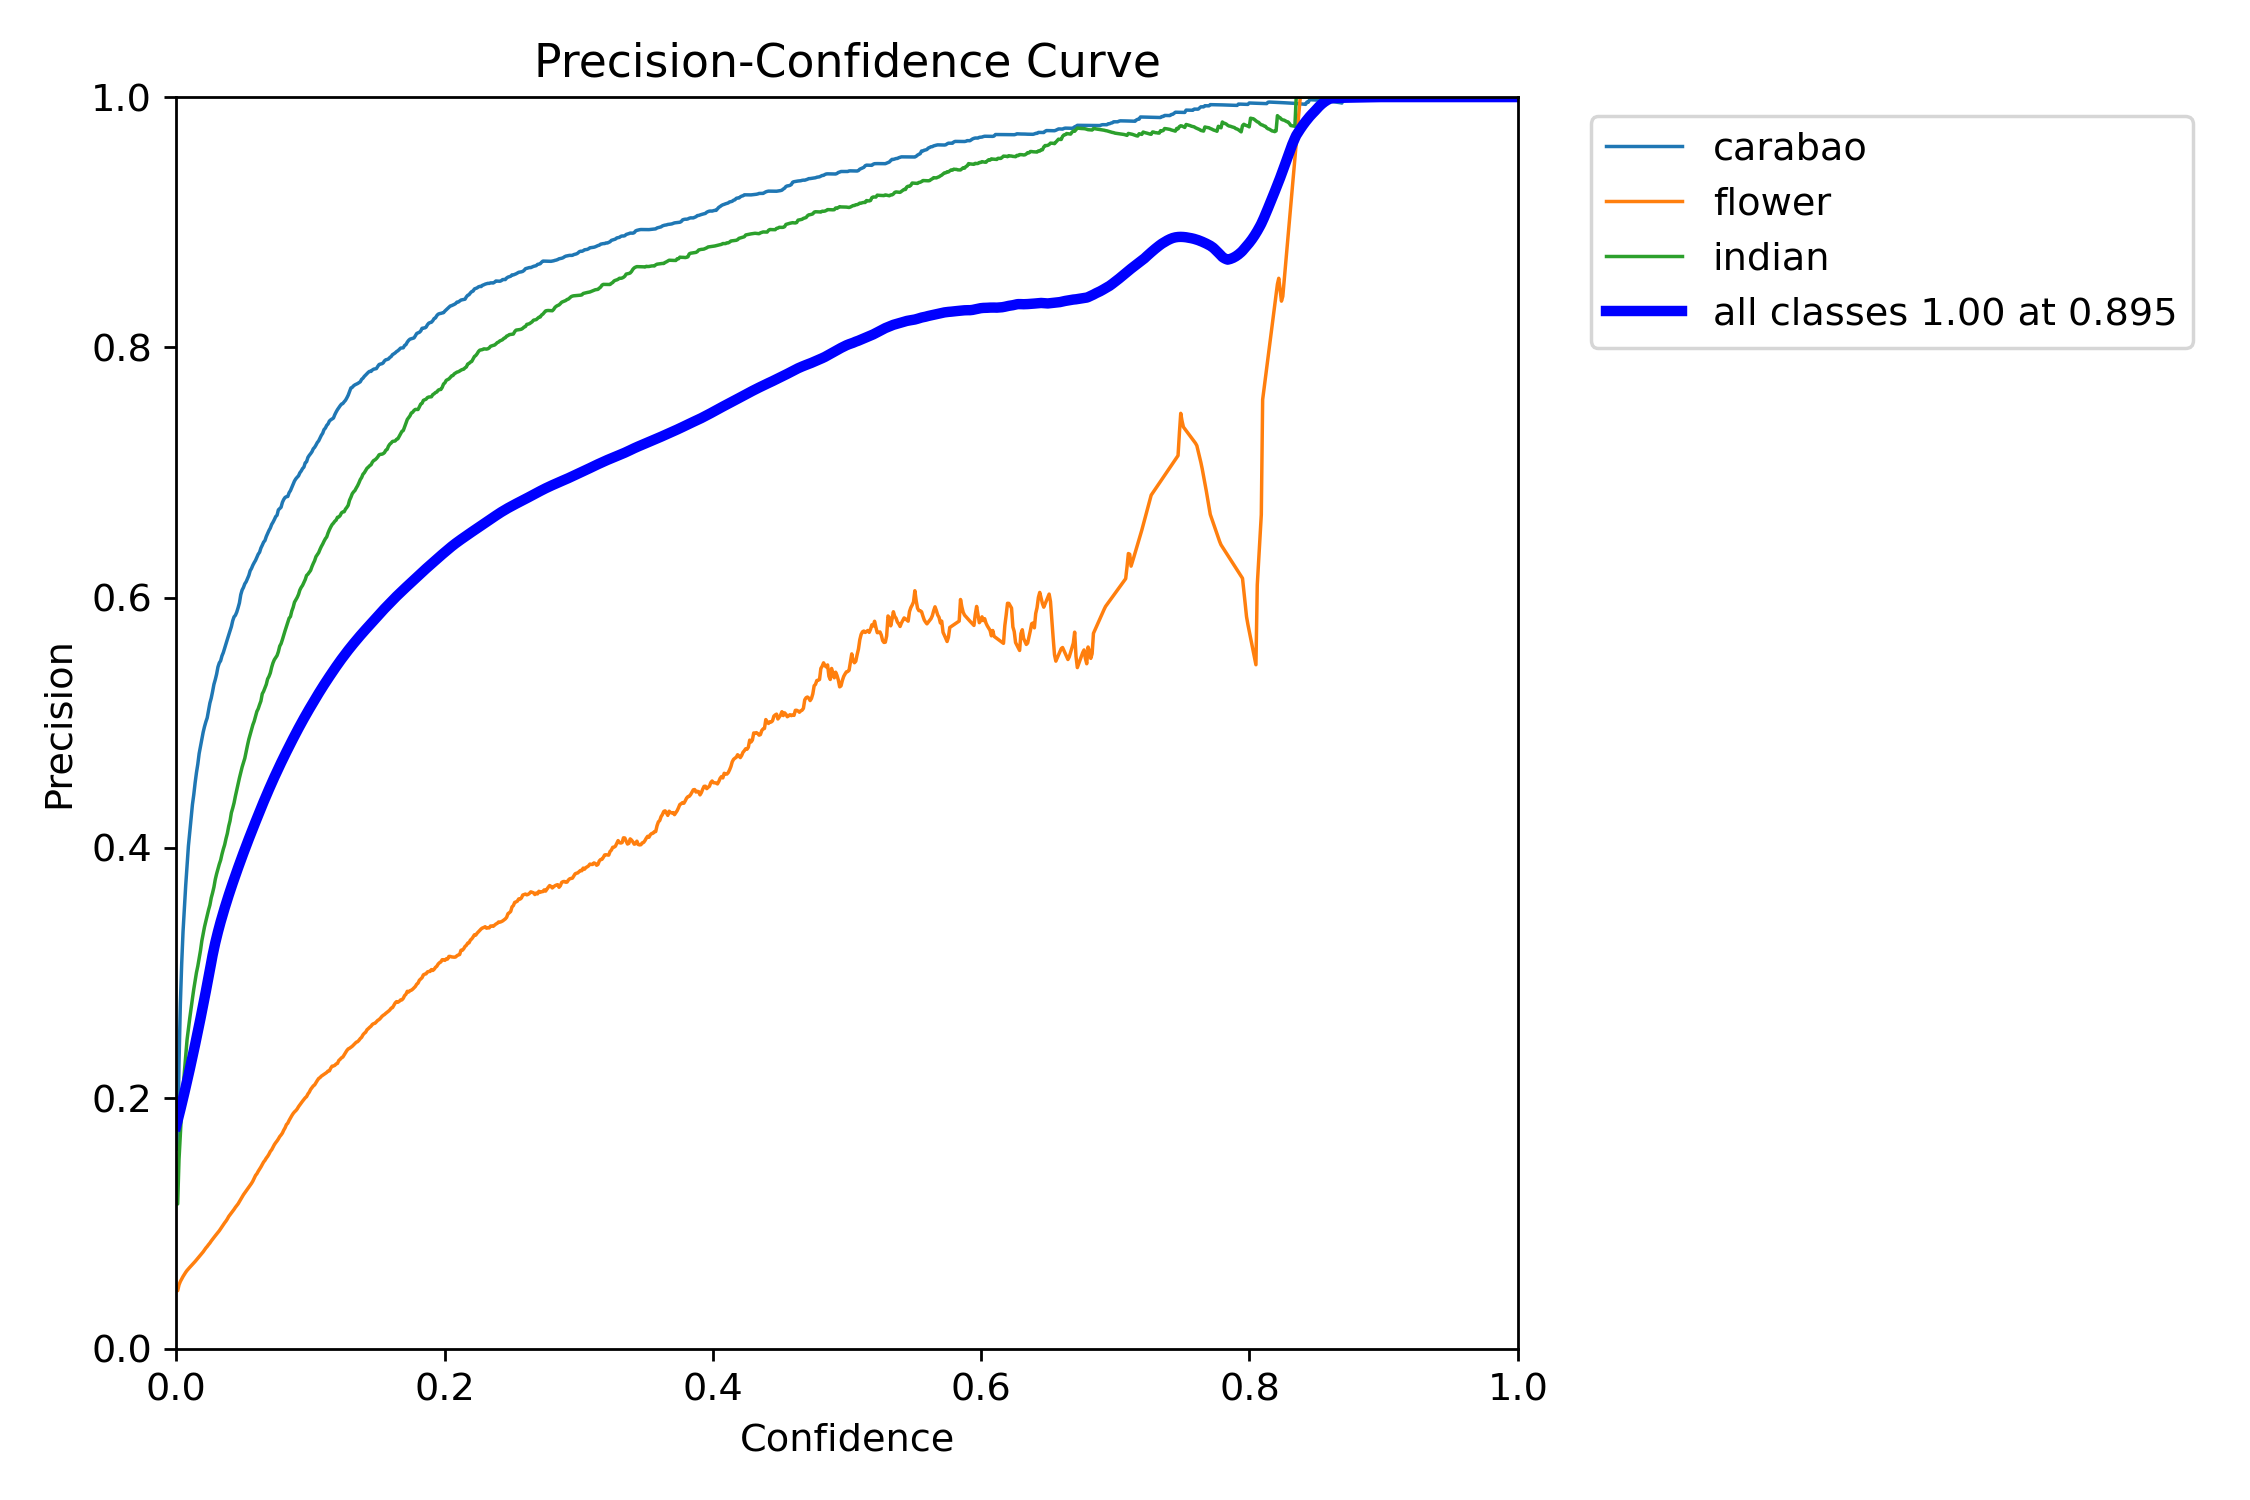 Precision-Confidence Curve
1.0
0.8
0.6
0.4
0.2
0.0
Precision
0.0 0.2 0.4 0.6 0.8 1.0
Confidence
carabao
flower
indian
all classes 1.00 at 0.895